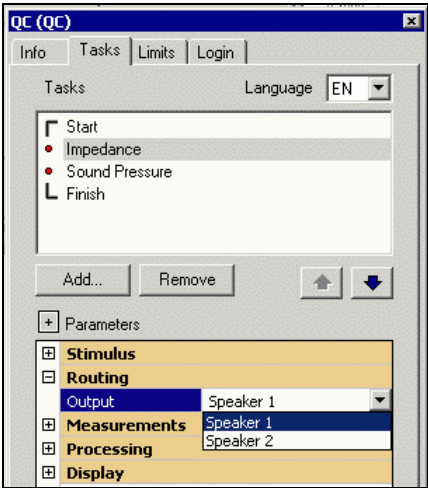 QC (QC)
Info Tasks Limits Login
Tasks Language EN
Start
Impedance
Sound Pressure
Finish
Add... Remove
Parameters
Stimulus
Routing
Output Speaker 1
Measurements Speaker 1
Processing Speaker 2
Display